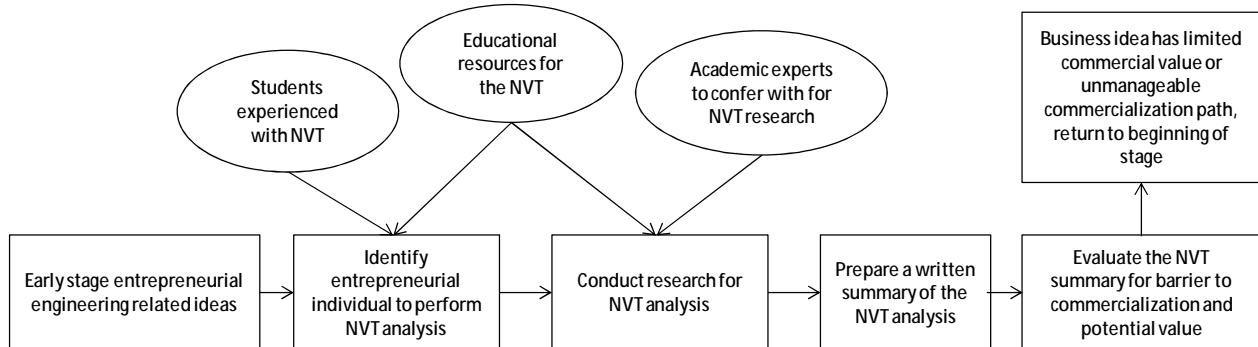 Students
experienced
with NVT
Educational
resources for
the NVT
Academic experts
to confer with for
NVT research
Business idea has limited
commercial value or
unmanageable
commercialization path,
return to beginning of
stage
Early stage entrepreneurial
engineering related ideas
Identify
entrepreneurial
individual to perform
NVT analysis
Conduct research for
NVT analysis
Prepare a written
summary of the
NVT analysis
Evaluate the NVT
summary for barrier to
commercialization and
potential value